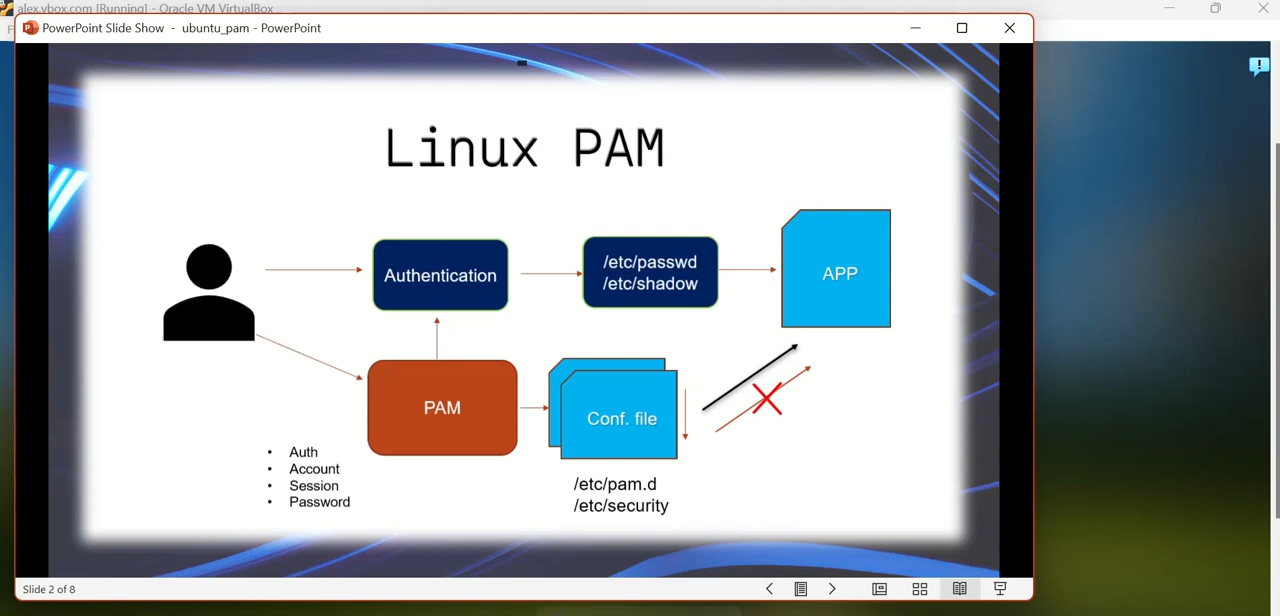 alex.vbox.com [Running] - Oracle VM VirtualBox
PowerPoint Slide Show - ubuntu_pam - PowerPoint
Linux PAM
Authentication
/etc/passwd
/etc/shadow
APP
PAM
Conf. file
• Auth
• Account
• Session
• Password
/etc/pam.d
/etc/security
Slide 2 of 8